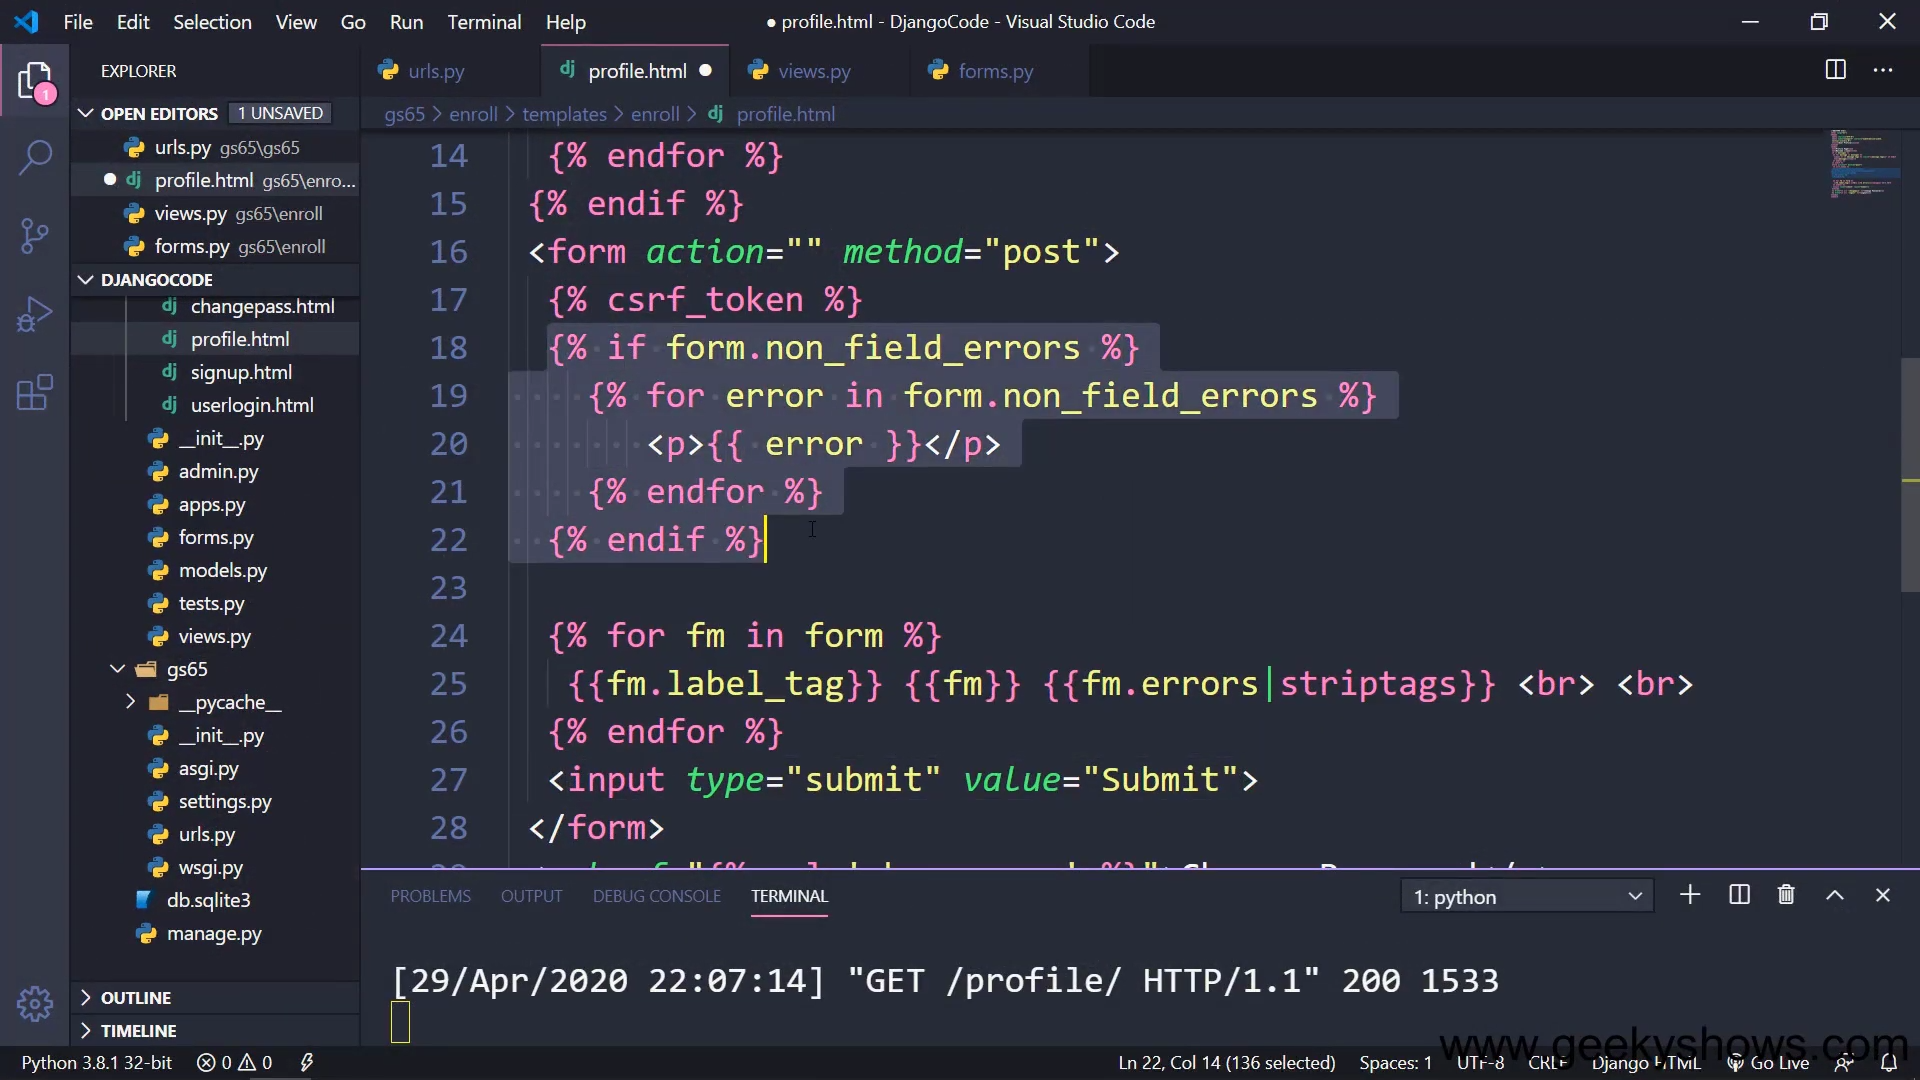 File Edit Selection View Go Run Terminal Help
● profile.html - DjangoCode - Visual Studio Code
EXPLORER
urls.py
profile.html ●
views.py
forms.py
OPEN EDITORS 1 UNSAVED
gs65 > enroll > templates > enroll > profile.html
urls.py gs65\gs65
● profile.html gs65\enro...
views.py gs65\enroll
forms.py gs65\enroll
DJANGOCODE
changepass.html
profile.html
signup.html
userlogin.html
__init__.py
admin.py
apps.py
forms.py
models.py
tests.py
views.py
gs65
__pycache__
__init__.py
asgi.py
settings.py
urls.py
wsgi.py
db.sqlite3
manage.py
OUTLINE
TIMELINE
14 {% endfor %}
15 {% endif %}
16 <form action="" method="post">
17 {% csrf_token %}
18 {% if form.non_field_errors %}
19 {% for error in form.non_field_errors %}
20 <p>{{ error }}</p>
21 {% endfor %}
22 {% endif %}
23
24 {% for fm in form %}
25 {{fm.label_tag}} {{fm}} {{fm.errors|striptags}} <br> <br>
26 {% endfor %}
27 <input type="submit" value="Submit">
28 </form>
PROBLEMS OUTPUT DEBUG CONSOLE TERMINAL
1: python
[29/Apr/2020 22:07:14] "GET /profile/ HTTP/1.1" 200 1533
www.geekyshows.com
1
Python 3.8.1 32-bit 0 0
Ln 22, Col 14 (136 selected) Spaces: 1 UTF-8 CRLF Django HTML Go Live